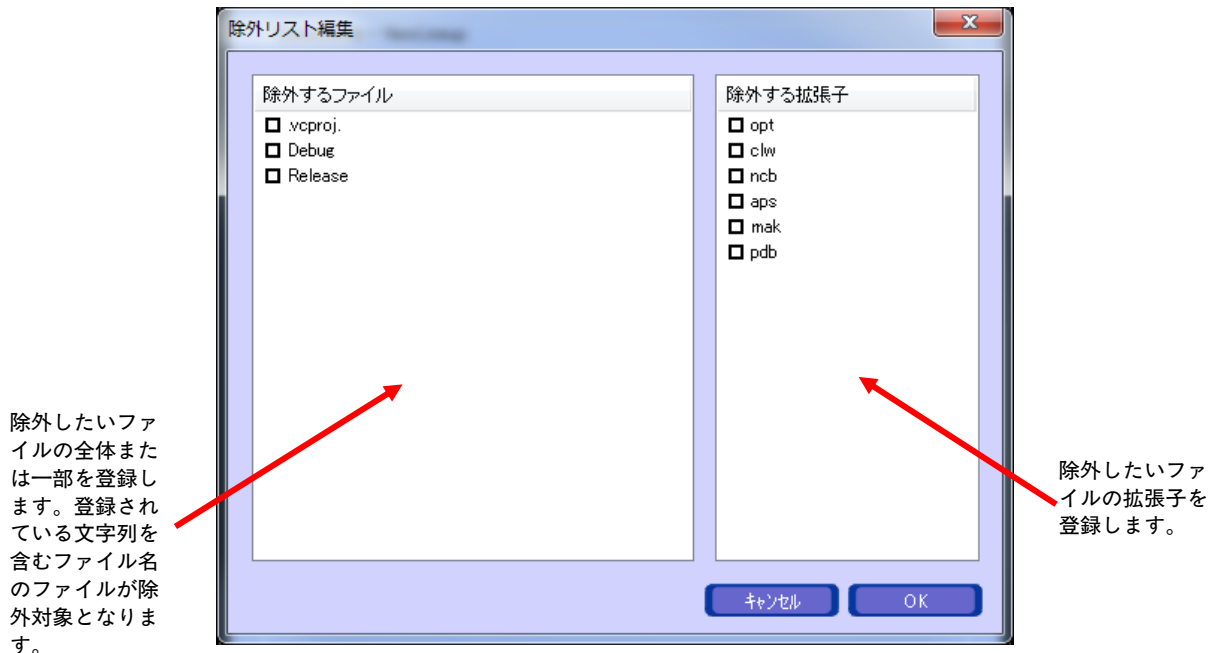 除外リスト編集
除外するファイル
.vcproj.
Debug
Release
除外する拡張子
opt
clw
ncb
aps
mak
pdb
除外したいファ
イルの全体また
は一部を登録し
ます。登録され
ている文字列を
含むファイル名
のファイルが除
外対象となりま
す。
除外したいファ
イルの拡張子を
登録します。
キャンセル
OK